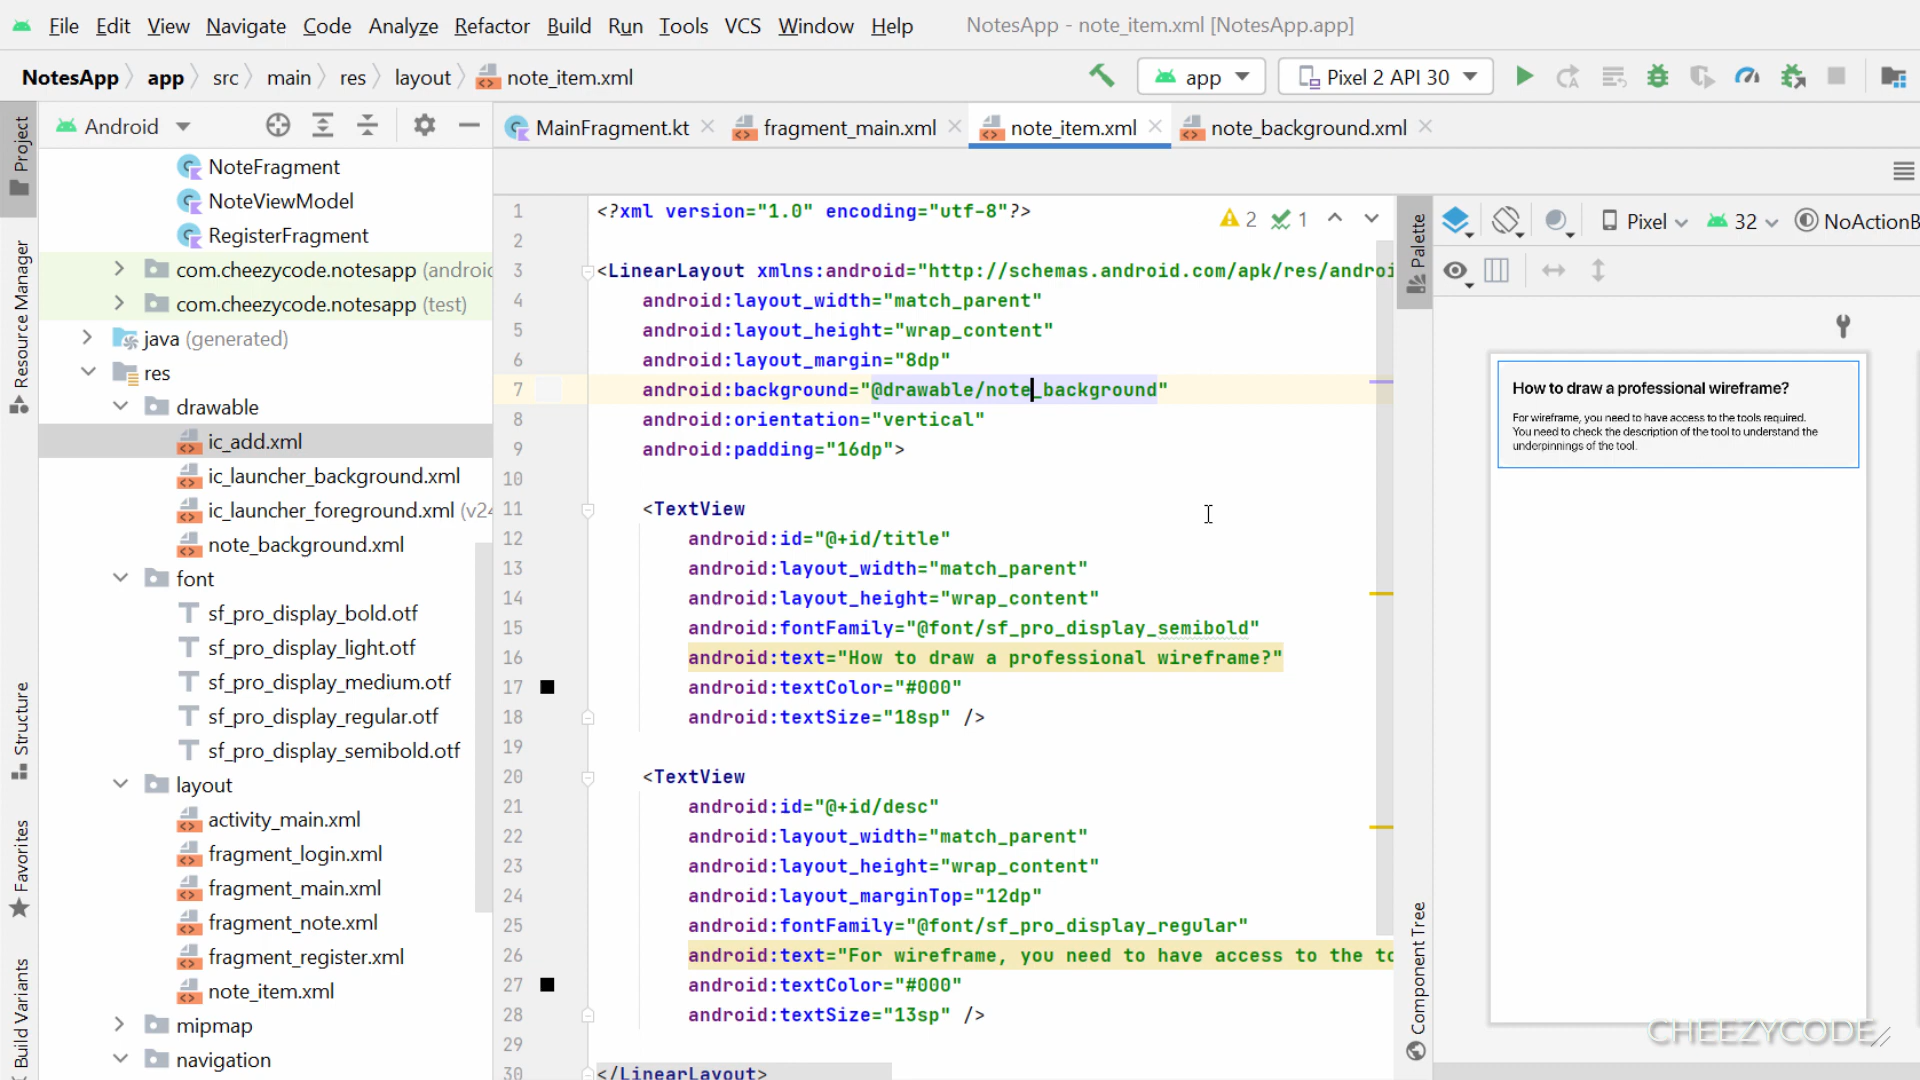 File Edit View Navigate Code Analyze Refactor Build Run Tools VCS Window Help NotesApp - note_item.xml [NotesApp.app]
NotesApp app src main res layout note_item.xml app Pixel 2 API 30
Project
Resource Manager
Structure
Favorites
Build Variants
Android
NoteFragment
NoteViewModel
RegisterFragment
com.cheezycode.notesapp (androidT
com.cheezycode.notesapp (test)
java (generated)
res
drawable
ic_add.xml
ic_launcher_background.xml
ic_launcher_foreground.xml (v24
note_background.xml
font
sf_pro_display_bold.otf
sf_pro_display_light.otf
sf_pro_display_medium.otf
sf_pro_display_regular.otf
sf_pro_display_semibold.otf
layout
activity_main.xml
fragment_login.xml
fragment_main.xml
fragment_note.xml
fragment_register.xml
note_item.xml
mipmap
navigation
MainFragment.kt fragment_main.xml note_item.xml note_background.xml
2 1
1 <?xml version="1.0" encoding="utf-8"?>
2
3 <LinearLayout xmlns:android="http://schemas.android.com/apk/res/androi
4 android:layout_width="match_parent"
5 android:layout_height="wrap_content"
6 android:layout_margin="8dp"
7 android:background="@drawable/note_background"
8 android:orientation="vertical"
9 android:padding="16dp">
10
11 <TextView
12 android:id="@+id/title"
13 android:layout_width="match_parent"
14 android:layout_height="wrap_content"
15 android:fontFamily="@font/sf_pro_display_semibold"
16 android:text="How to draw a professional wireframe?"
17 android:textColor="#000"
18 android:textSize="18sp" />
19
20 <TextView
21 android:id="@+id/desc"
22 android:layout_width="match_parent"
23 android:layout_height="wrap_content"
24 android:layout_marginTop="12dp"
25 android:fontFamily="@font/sf_pro_display_regular"
26 android:text="For wireframe, you need to have access to the to
27 android:textColor="#000"
28 android:textSize="13sp" />
29
30 </LinearLayout>
Palette
Component Tree
Pixel 32 NoActionB
How to draw a professional wireframe?
For wireframe, you need to have access to the tools required.
You need to check the description of the tool to understand the
underpinnings of the tool.
CHEEZYCODE